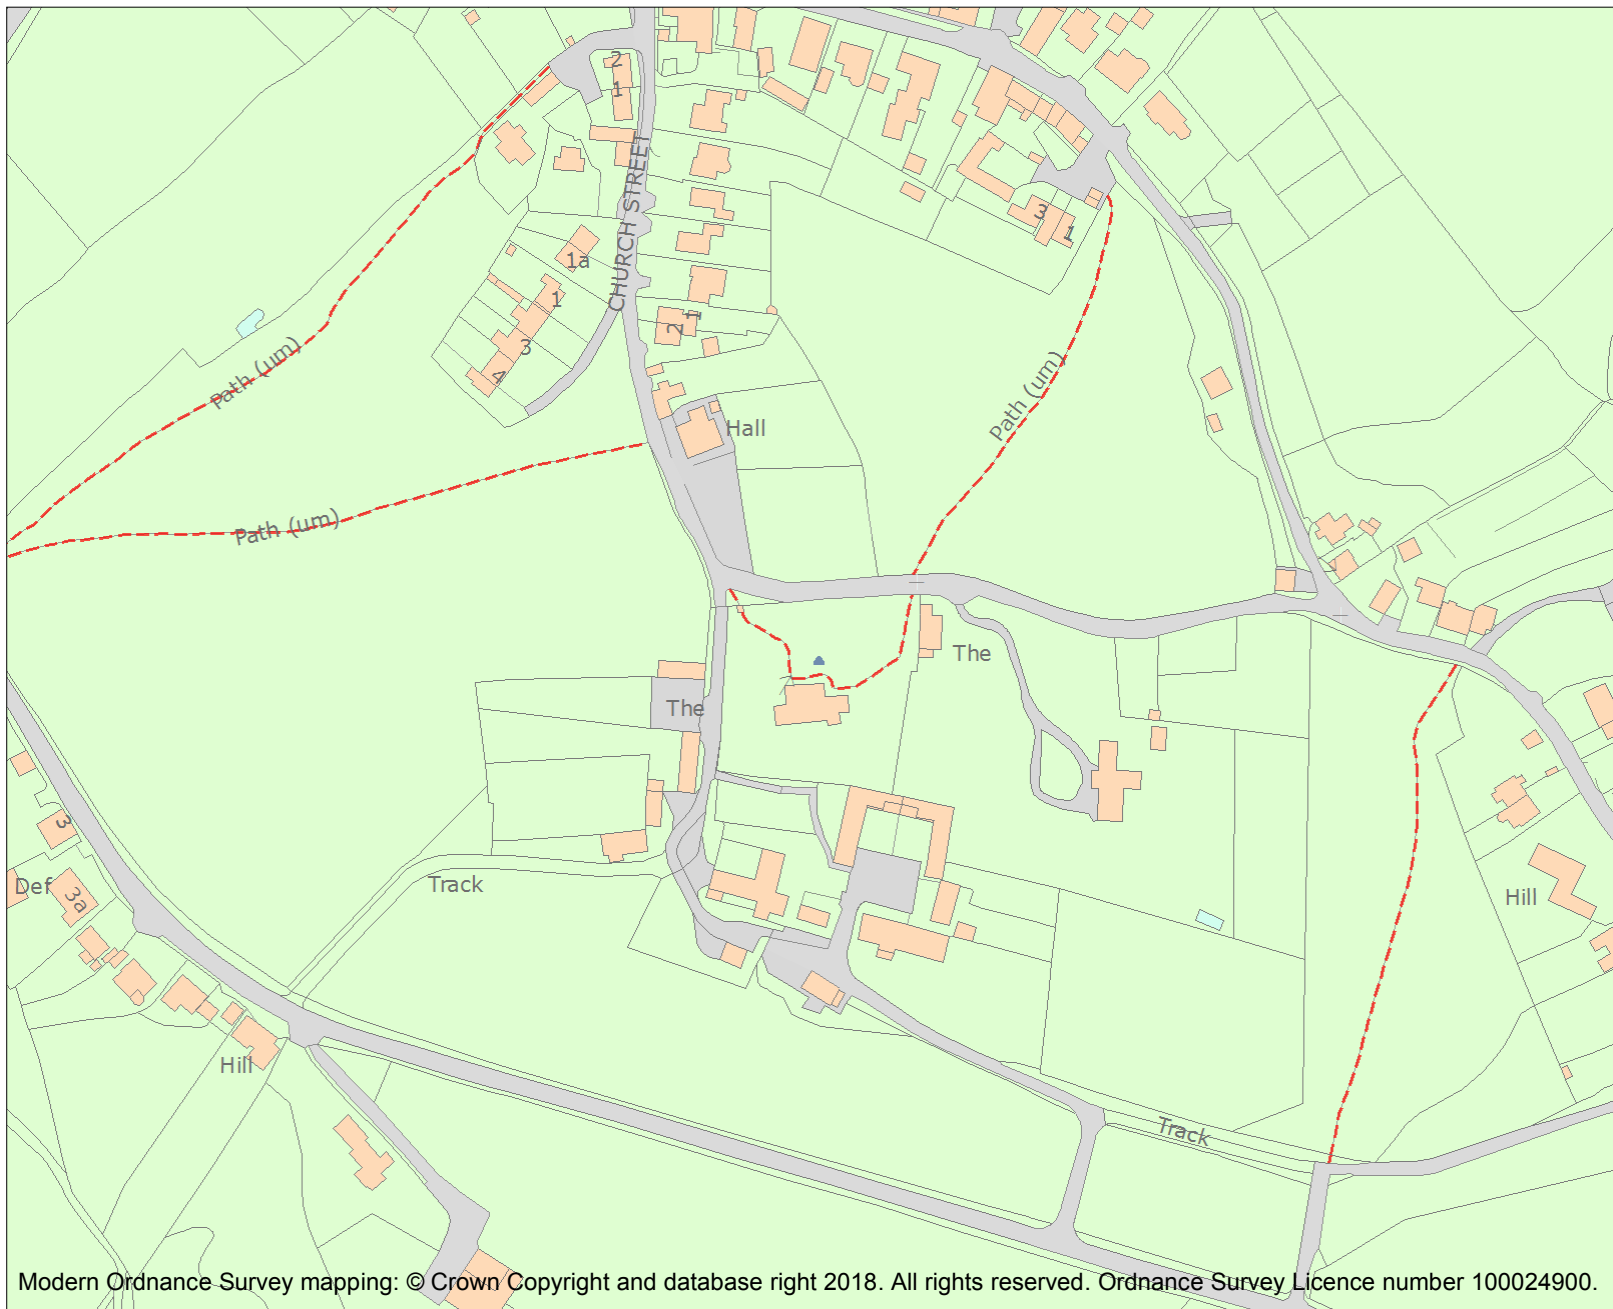 2
1
CHURCH STREET
3
1
1a
1
3
4
2
1
Path (um)
Path (um)
Hall
Path (um)
The
The
3
Def
3a
Track
Hill
Hill
Track
Modern Ordnance Survey mapping: © Crown Copyright and database right 2018. All rights reserved. Ordnance Survey Licence number 100024900.